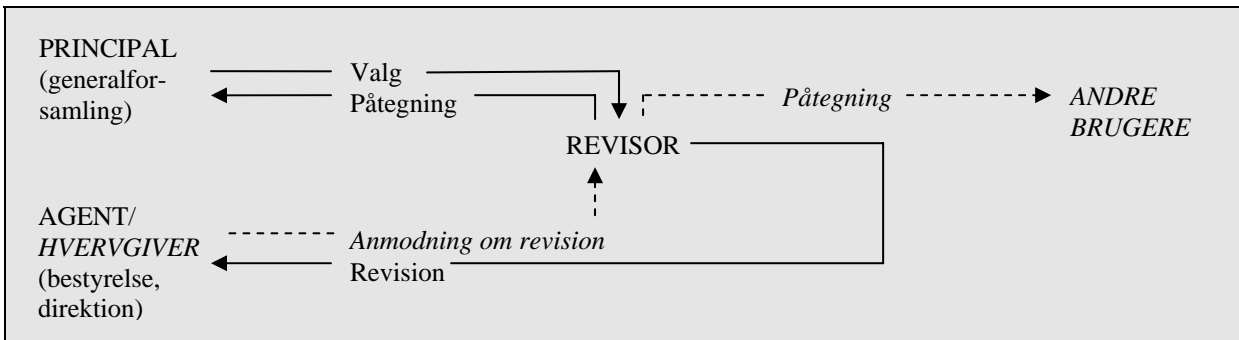 PRINCIPAL
(generalfor-
samling)
Valg
Påtegning
Påtegning
ANDRE
BRUGERE
REVISOR
AGENT/
HVERVGIVER
(bestyrelse,
direktion)
Anmodning om revision
Revision